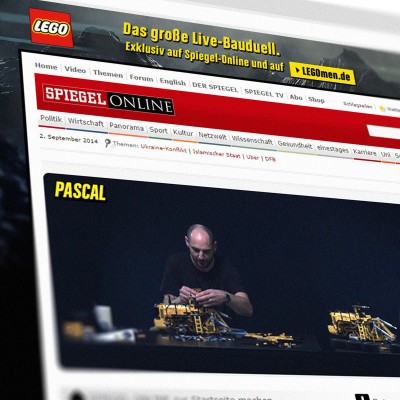 LEGO
Das große Live-Bauduell.
Exklusiv auf Spiegel-Online und auf
LEGOmen.de
Home | Video | Themen | Forum | English | DER SPIEGEL | SPIEGEL TV | Abo | Shop
Schlagzeilen
SPIEGEL ONLINE
Politik | Wirtschaft | Panorama | Sport | Kultur | Netzwelt | Wissenschaft | Gesundheit | einestages | Karriere | Uni
2. September 2014
Themen: Ukraine-Konflikt | Islamischer Staat | Uber | DFB
PASCAL
zur Startseite machen